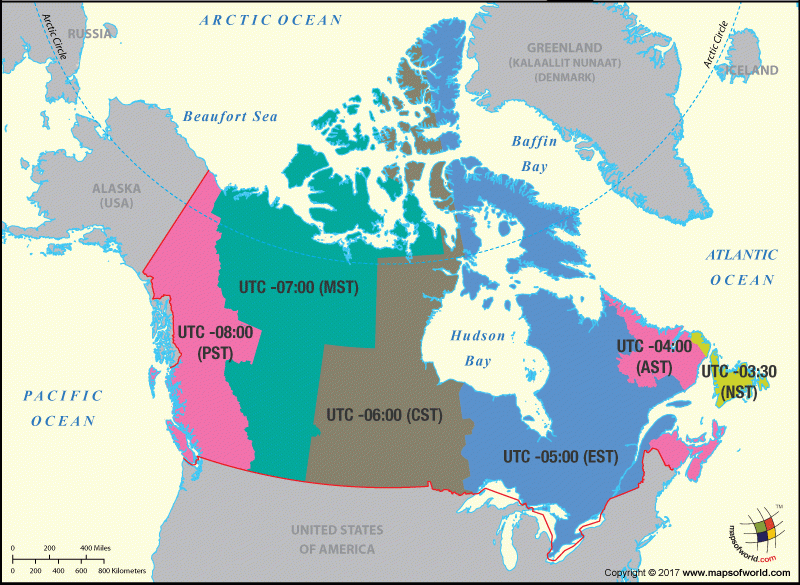 ARCTIC OCEAN
Arctic Circle
RUSSIA
Arctic Circle
GREENLAND
(KALAALLIT NUNAAT)
(DENMARK)
ICELAND
Beaufort Sea
Baffin
Bay
ALASKA
(USA)
ATLANTIC
OCEAN
UTC -07:00 (MST)
UTC -08:00
(PST)
Hudson
Bay
UTC -04:00
(AST)
UTC -03:30
(NST)
PACIFIC
OCEAN
UTC -06:00 (CST)
UTC -05:00 (EST)
UNITED STATES
OF AMERICA
TM
mapsofworld.com
0 200 400 Miles
0 200 400 600 800 Kilometers
Copyright © 2017 www.mapsofworld.com